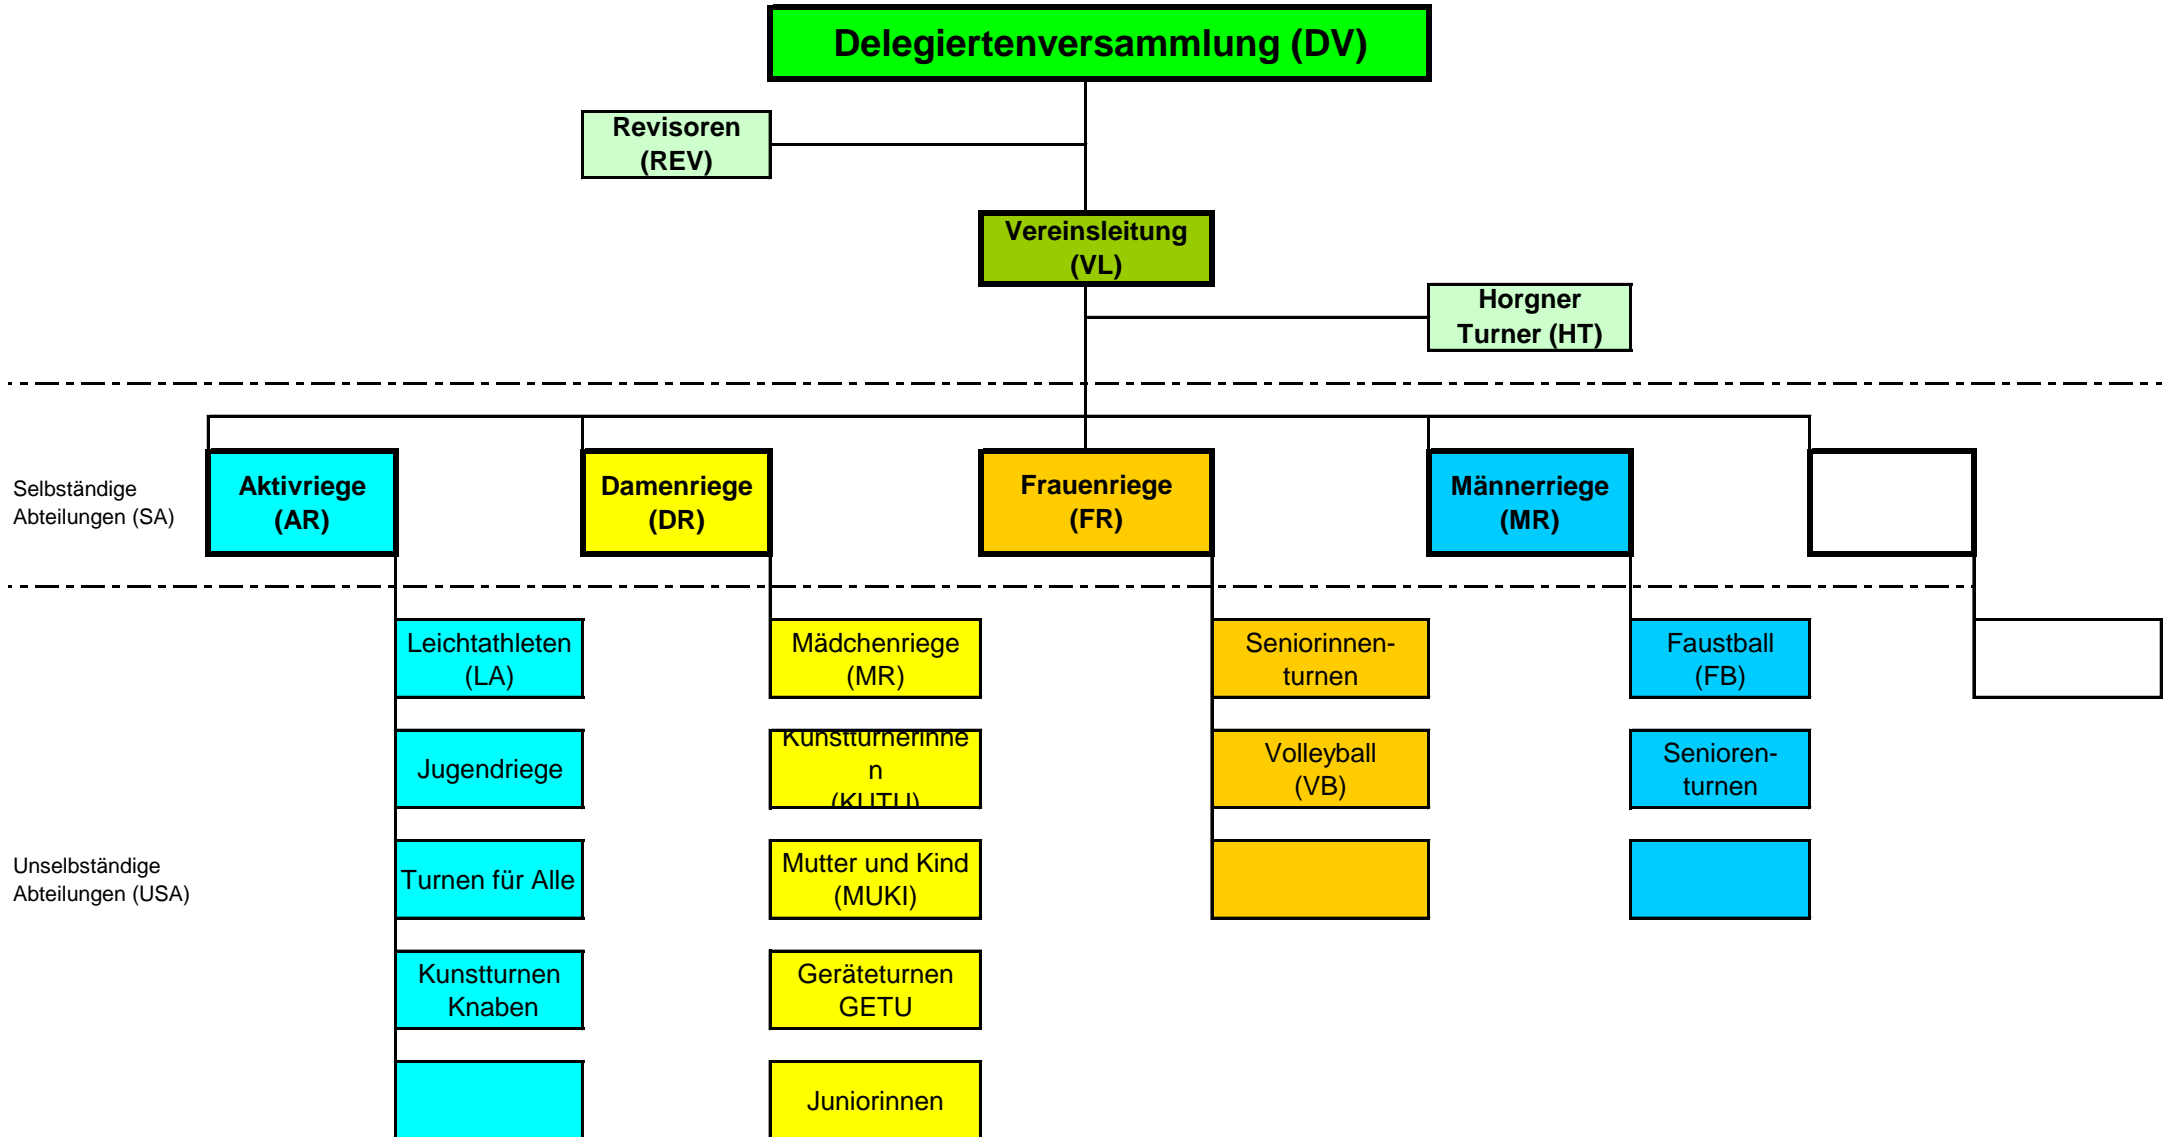 Delegiertenversammlung (DV)
Revisoren
(REV)
Vereinsleitung
(VL)
Horgner
Turner (HT)
Selbständige
Abteilungen (SA)
Aktivriege
(AR)
Damenriege
(DR)
Frauenriege
(FR)
Männerriege
(MR)
Unselbständige
Abteilungen (USA)
Leichtathleten
(LA)
Mädchenriege
(MR)
Seniorinnen-
turnen
Faustball
(FB)
Jugendriege
Kunstturnerinne
n
(KUTU)
Volleyball
(VB)
Senioren-
turnen
Turnen für Alle
Mutter und Kind
(MUKI)
Kunstturnen
Knaben
Geräteturnen
GETU
Juniorinnen